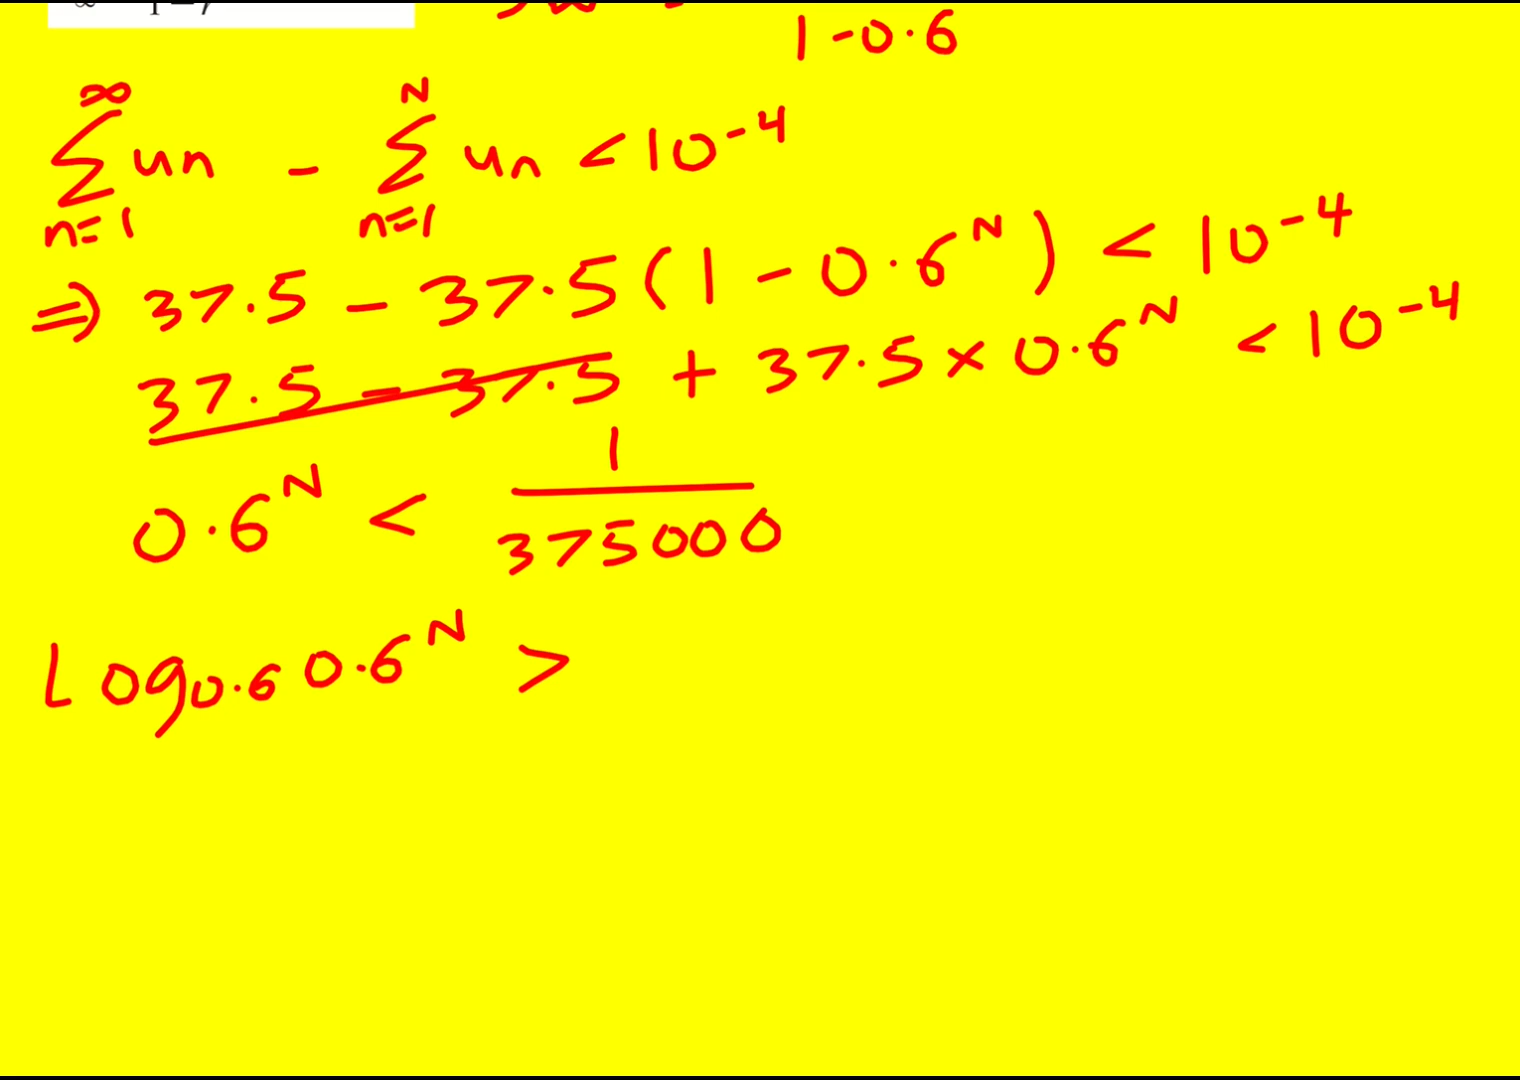 1-0.6
∞ N
∑ un - ∑ un < 10⁻⁴
n=1 n=1
⇒ 37.5 - 37.5(1 - 0.6ᴺ) < 10⁻⁴
37.5 - 37.5 + 37.5 × 0.6ᴺ < 10⁻⁴
1
0.6ᴺ < ———
375000
Log₀.₆ 0.6ᴺ >